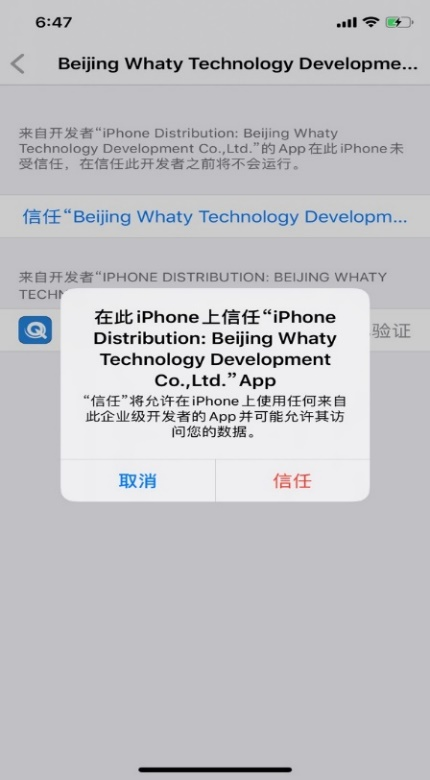 6:47
Beijing Whaty Technology Developme...
来自开发者“iPhone Distribution: Beijing Whaty
Technology Development Co.,Ltd.”的 App 在此 iPhone 未
受信任，在信任此开发者之前将不会运行。
信任“Beijing Whaty Technology Developm...
来自开发者“IPHONE DISTRIBUTION: BEIJING WHATY
TECHN
验证
在此 iPhone 上信任“iPhone
Distribution: Beijing Whaty
Technology Development
Co.,Ltd.” App
“信任”将允许在 iPhone 上使用任何来自
此企业级开发者的 App 并可能允许其访
问您的数据。
取消
信任